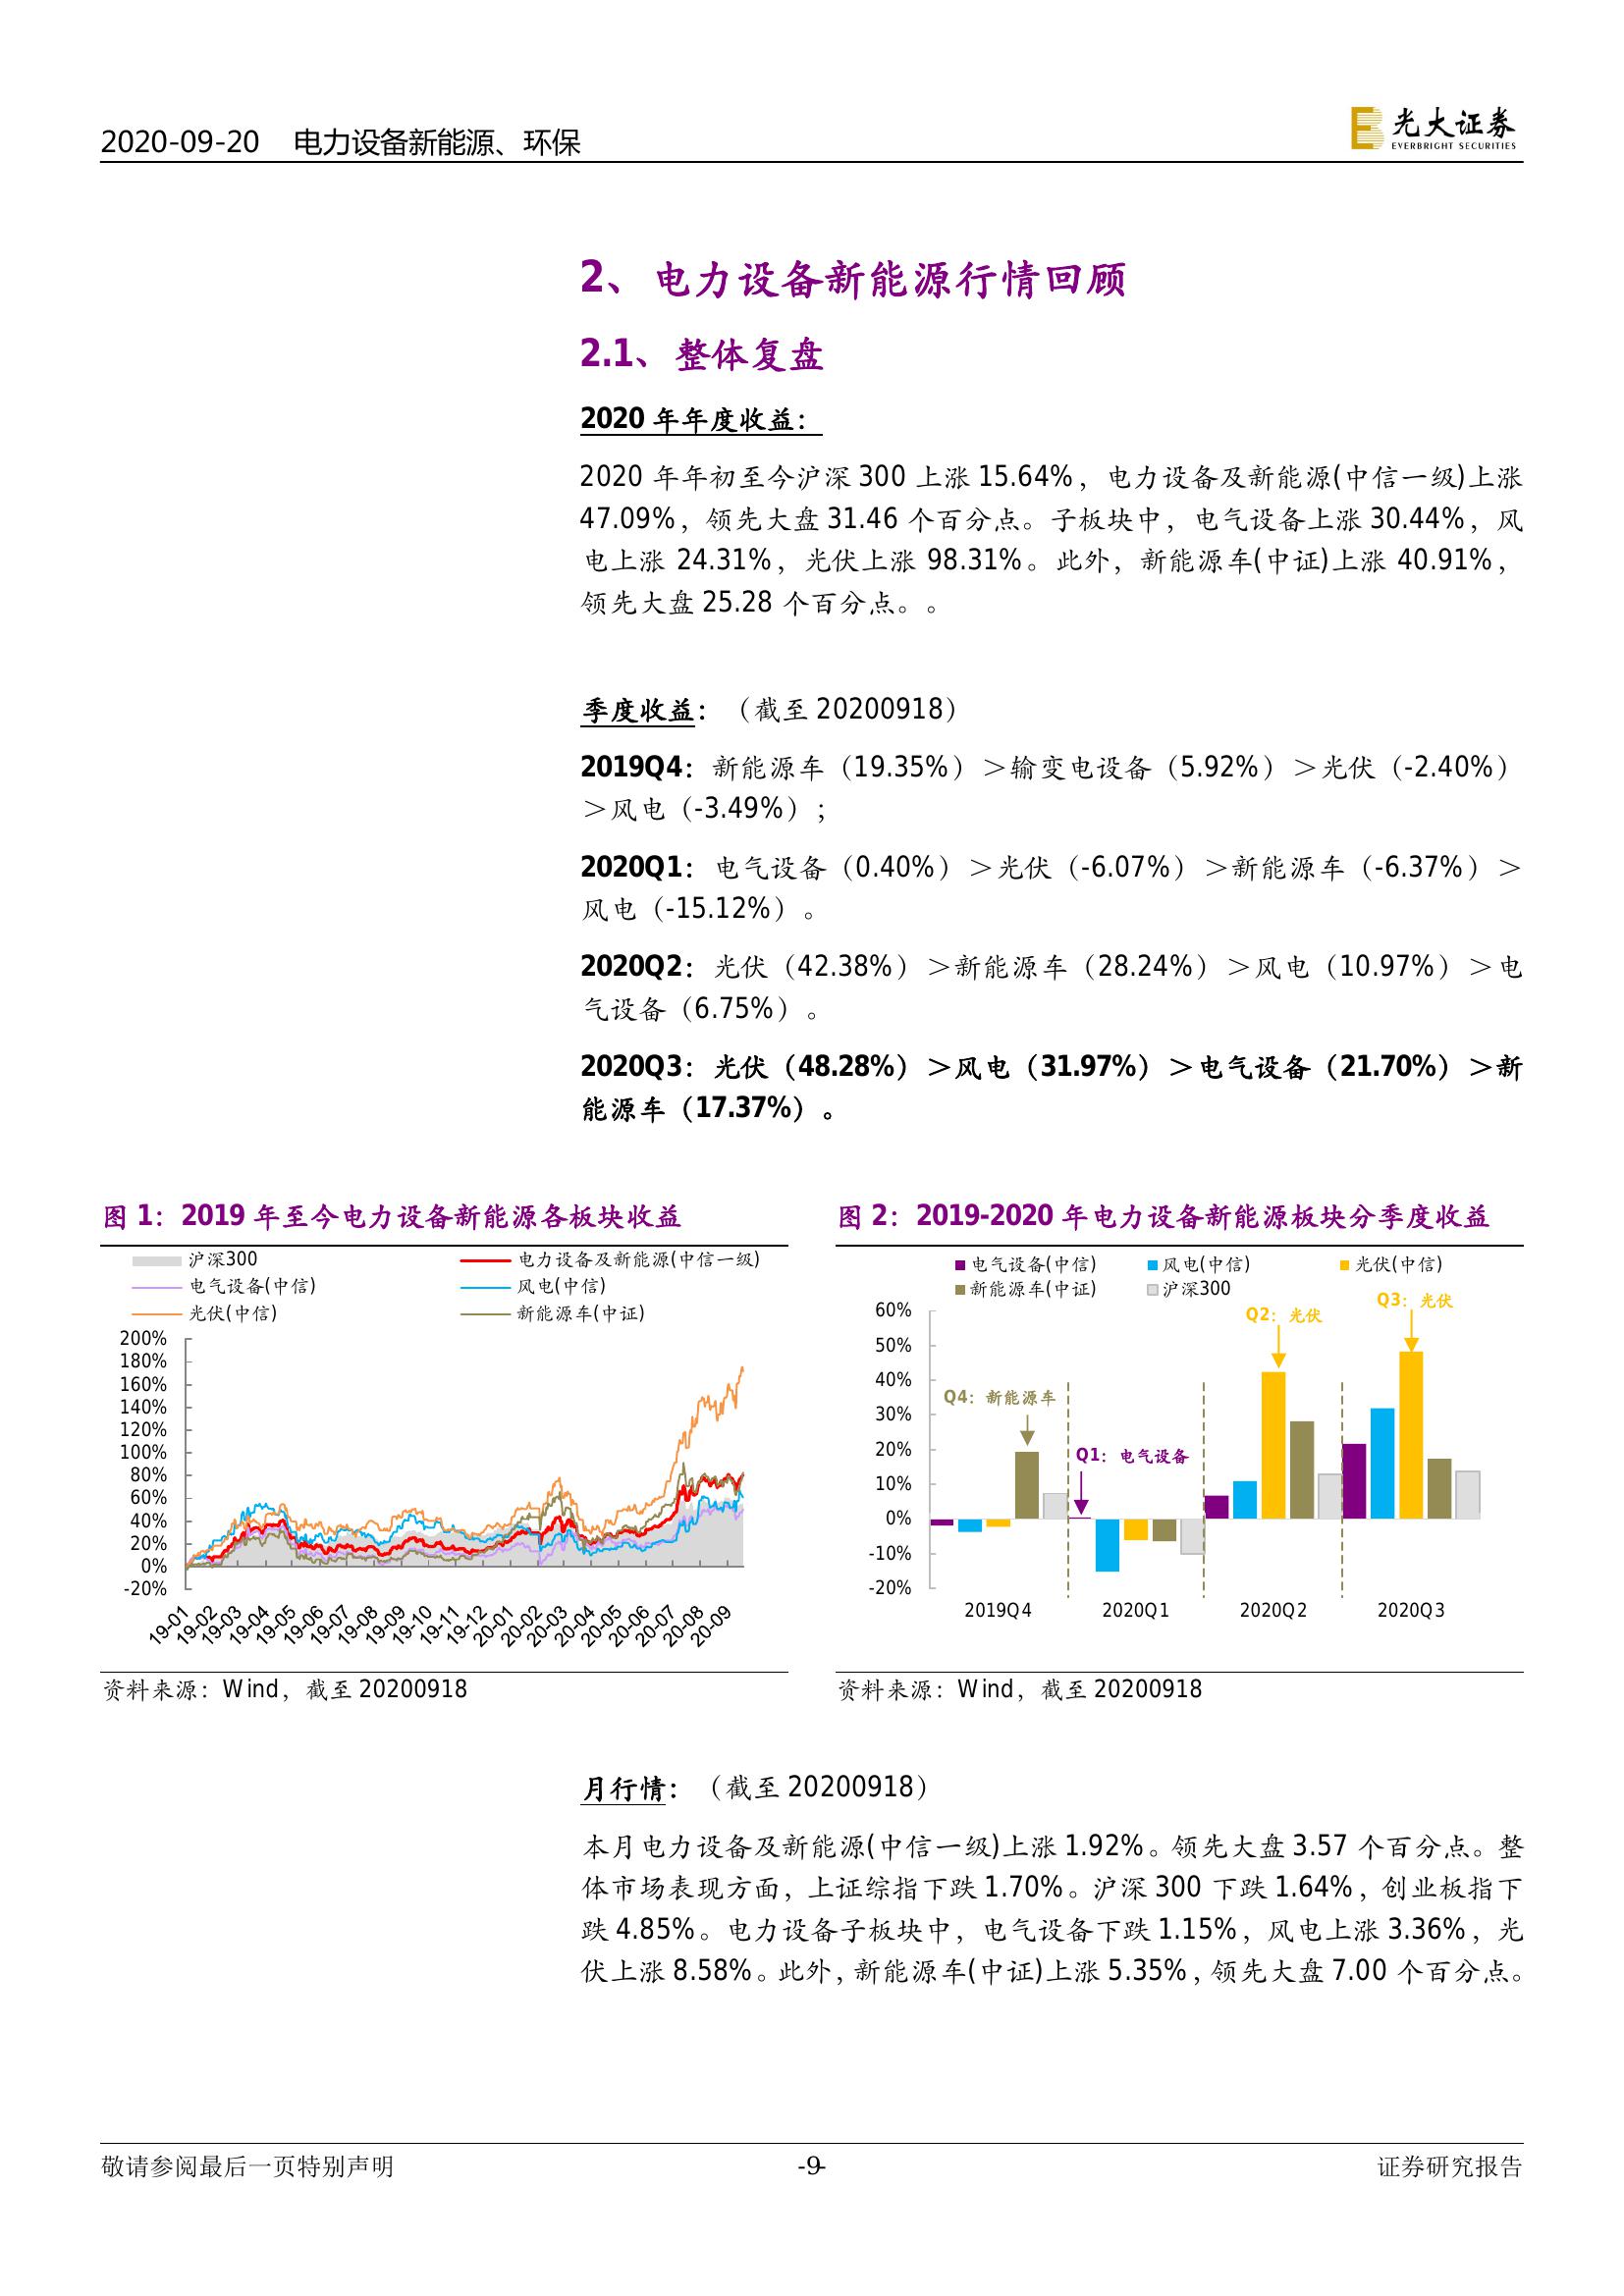 2020-09-20 电力设备新能源、环保
光大证券
EVERBRIGHT SECURITIES
2、电力设备新能源行情回顾
2.1、整体复盘
2020 年年度收益：
2020 年年初至今沪深 300 上涨 15.64%，电力设备及新能源(中信一级)上涨
47.09%，领先大盘 31.46 个百分点。子板块中，电气设备上涨 30.44%，风
电上涨 24.31%，光伏上涨 98.31%。此外，新能源车(中证)上涨 40.91%，
领先大盘 25.28 个百分点。。
季度收益：（截至 20200918）
2019Q4：新能源车（19.35%）＞输变电设备（5.92%）＞光伏（-2.40%）
＞风电（-3.49%）；
2020Q1：电气设备（0.40%）＞光伏（-6.07%）＞新能源车（-6.37%）＞
风电（-15.12%）。
2020Q2：光伏（42.38%）＞新能源车（28.24%）＞风电（10.97%）＞电
气设备（6.75%）。
2020Q3：光伏（48.28%）＞风电（31.97%）＞电气设备（21.70%）＞新
能源车（17.37%）。
图 1：2019 年至今电力设备新能源各板块收益
沪深300 电力设备及新能源(中信一级)
电气设备(中信) 风电(中信)
光伏(中信) 新能源车(中证)
200%
180%
160%
140%
120%
100%
80%
60%
40%
20%
0%
-20%
19-01 19-02 19-03 19-04 19-05 19-06 19-07 19-08 19-09 19-10 19-11 19-12 20-01 20-02 20-03 20-04 20-05 20-06 20-07 20-08 20-09
资料来源：Wind，截至 20200918
图 2：2019-2020 年电力设备新能源板块分季度收益
电气设备(中信) 风电(中信) 光伏(中信)
新能源车(中证) 沪深300
Q3：光伏
Q2：光伏
Q4：新能源车
Q1：电气设备
60%
50%
40%
30%
20%
10%
0%
-10%
-20%
2019Q4 2020Q1 2020Q2 2020Q3
资料来源：Wind，截至 20200918
月行情：（截至 20200918）
本月电力设备及新能源(中信一级)上涨 1.92%。领先大盘 3.57 个百分点。整
体市场表现方面，上证综指下跌 1.70%。沪深 300 下跌 1.64%，创业板指下
跌 4.85%。电力设备子板块中，电气设备下跌 1.15%，风电上涨 3.36%，光
伏上涨 8.58%。此外，新能源车(中证)上涨 5.35%，领先大盘 7.00 个百分点。
敬请参阅最后一页特别声明 -9- 证券研究报告